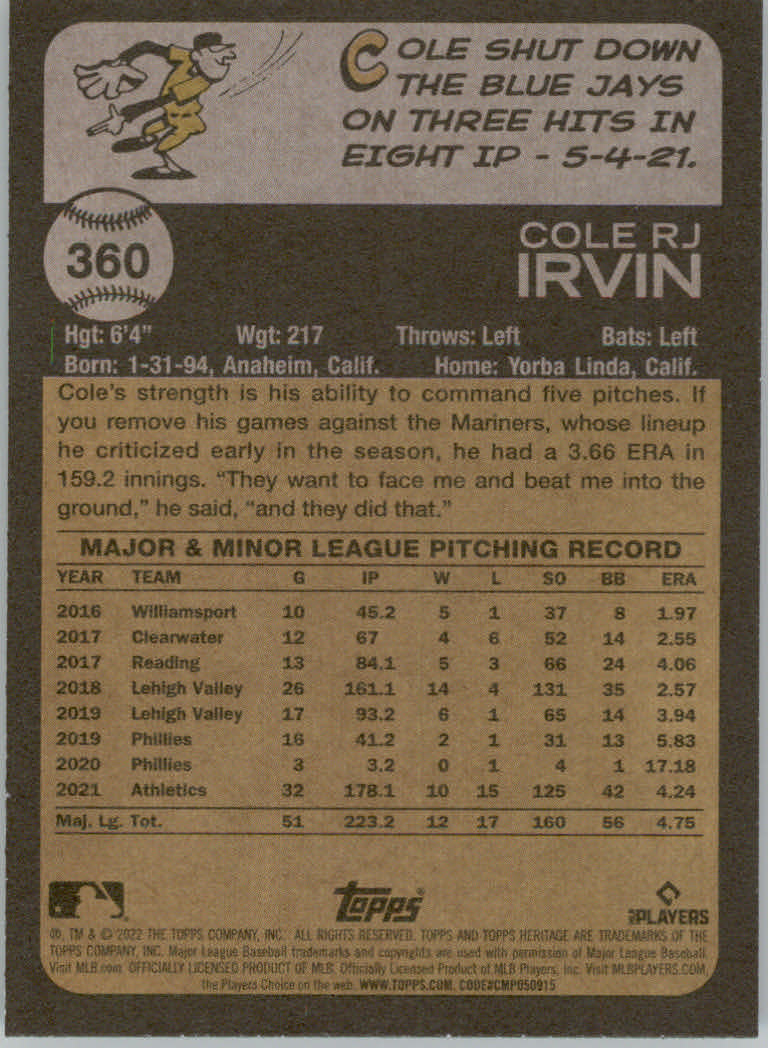 COLE SHUT DOWN
THE BLUE JAYS
ON THREE HITS IN
EIGHT IP - 5-4-21.
360
COLE RJ
IRVIN
Hgt: 6'4" Wgt: 217 Throws: Left Bats: Left
Born: 1-31-94, Anaheim, Calif. Home: Yorba Linda, Calif.
Cole's strength is his ability to command five pitches. If
you remove his games against the Mariners, whose lineup
he criticized early in the season, he had a 3.66 ERA in
159.2 innings. "They want to face me and beat me into the
ground," he said, "and they did that."
MAJOR & MINOR LEAGUE PITCHING RECORD
YEAR TEAM G IP W L SO BB ERA
2016 Williamsport 10 45.2 5 1 37 8 1.97
2017 Clearwater 12 67 4 6 52 14 2.55
2017 Reading 13 84.1 5 3 66 24 4.06
2018 Lehigh Valley 26 161.1 14 4 131 35 2.57
2019 Lehigh Valley 17 93.2 6 1 65 14 3.94
2019 Phillies 16 41.2 2 1 31 13 5.83
2020 Phillies 3 3.2 0 1 4 1 17.18
2021 Athletics 32 178.1 10 15 125 42 4.24
Maj. Lg. Tot. 51 223.2 12 17 160 56 4.75
topps®
PLAYERS
®, TM & © 2022 THE TOPPS COMPANY, INC. ALL RIGHTS RESERVED. TOPPS AND TOPPS HERITAGE ARE TRADEMARKS OF THE
TOPPS COMPANY, INC. Major League Baseball trademarks and copyrights are used with permission of Major League Baseball.
Visit MLB.com. OFFICIALLY LICENSED PRODUCT OF MLB. Officially Licensed Product of MLB Players, Inc. Visit MLBPLAYERS.COM,
the Players Choice on the web. WWW.TOPPS.COM. CODE#CMP050915